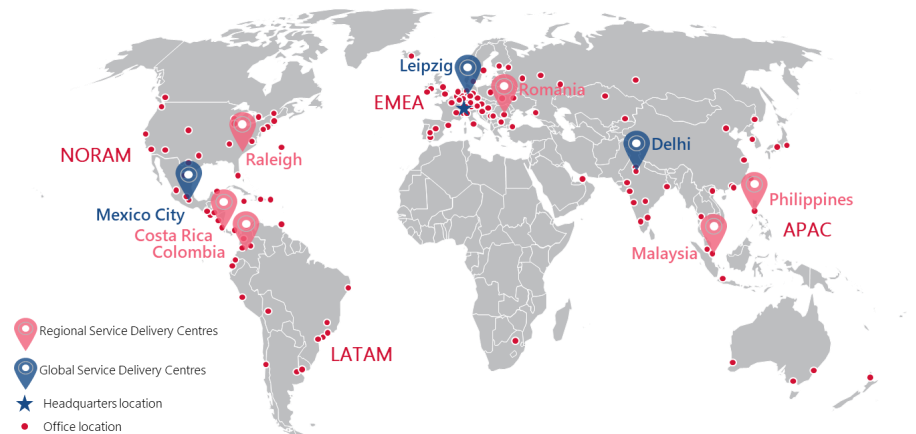 Leipzig
Romania
EMEA
NORAM
Raleigh
Delhi
Mexico City
Philippines
Costa Rica
APAC
Colombia
Malaysia
Regional Service Delivery Centres
LATAM
Global Service Delivery Centres
Headquarters location
Office location